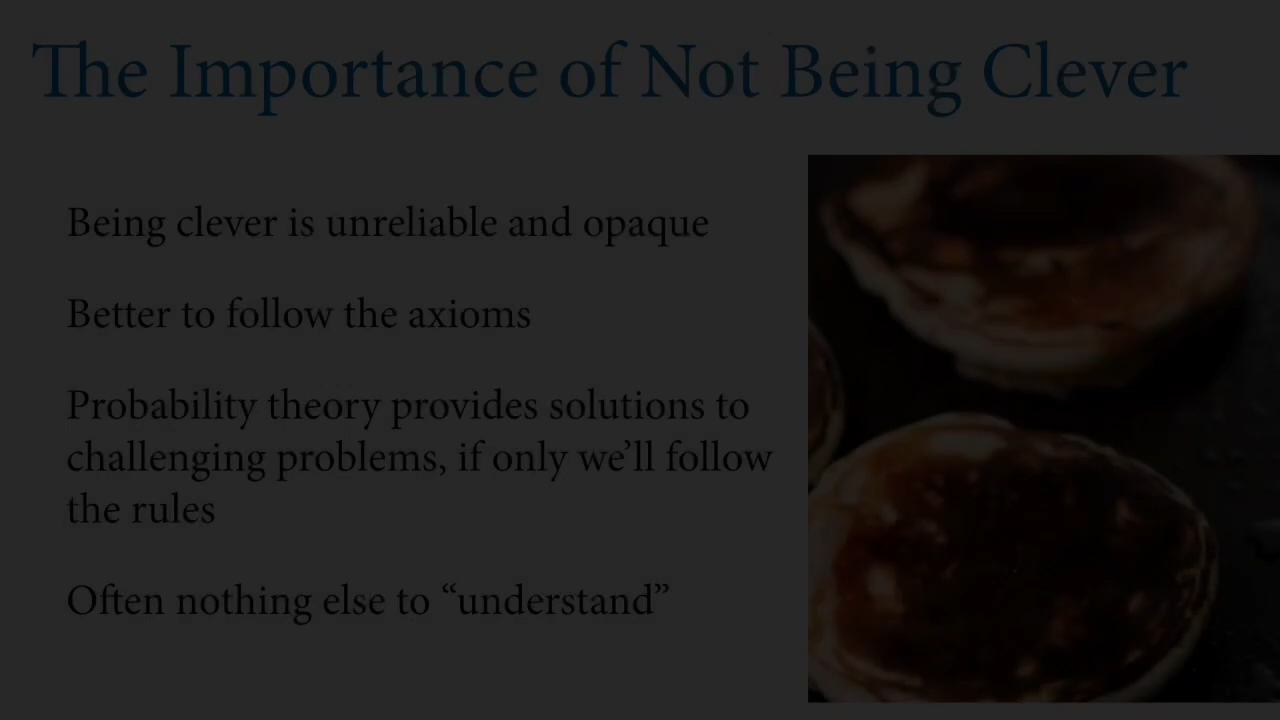 The Importance of Not Being Clever
Being clever is unreliable and opaque
Better to follow the axioms
Probability theory provides solutions to
challenging problems, if only we’ll follow
the rules
Often nothing else to “understand”